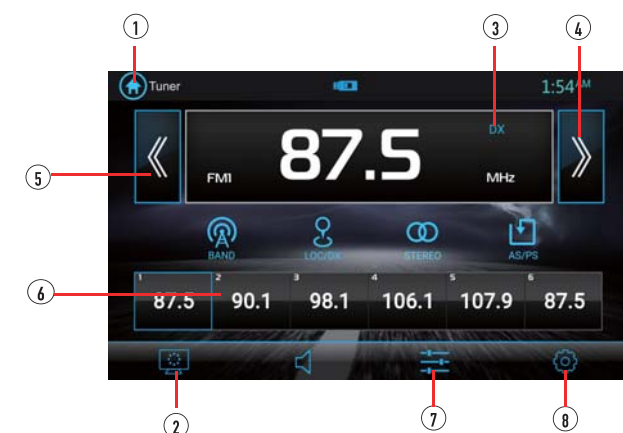 1 3 4
Tuner 1:54 AM
DX
5 FM1 87.5 MHz
BAND LOC/DX STEREO AS/PS
1 2 3 4 5 6
6 87.5 90.1 98.1 106.1 107.9 87.5
2 7 8